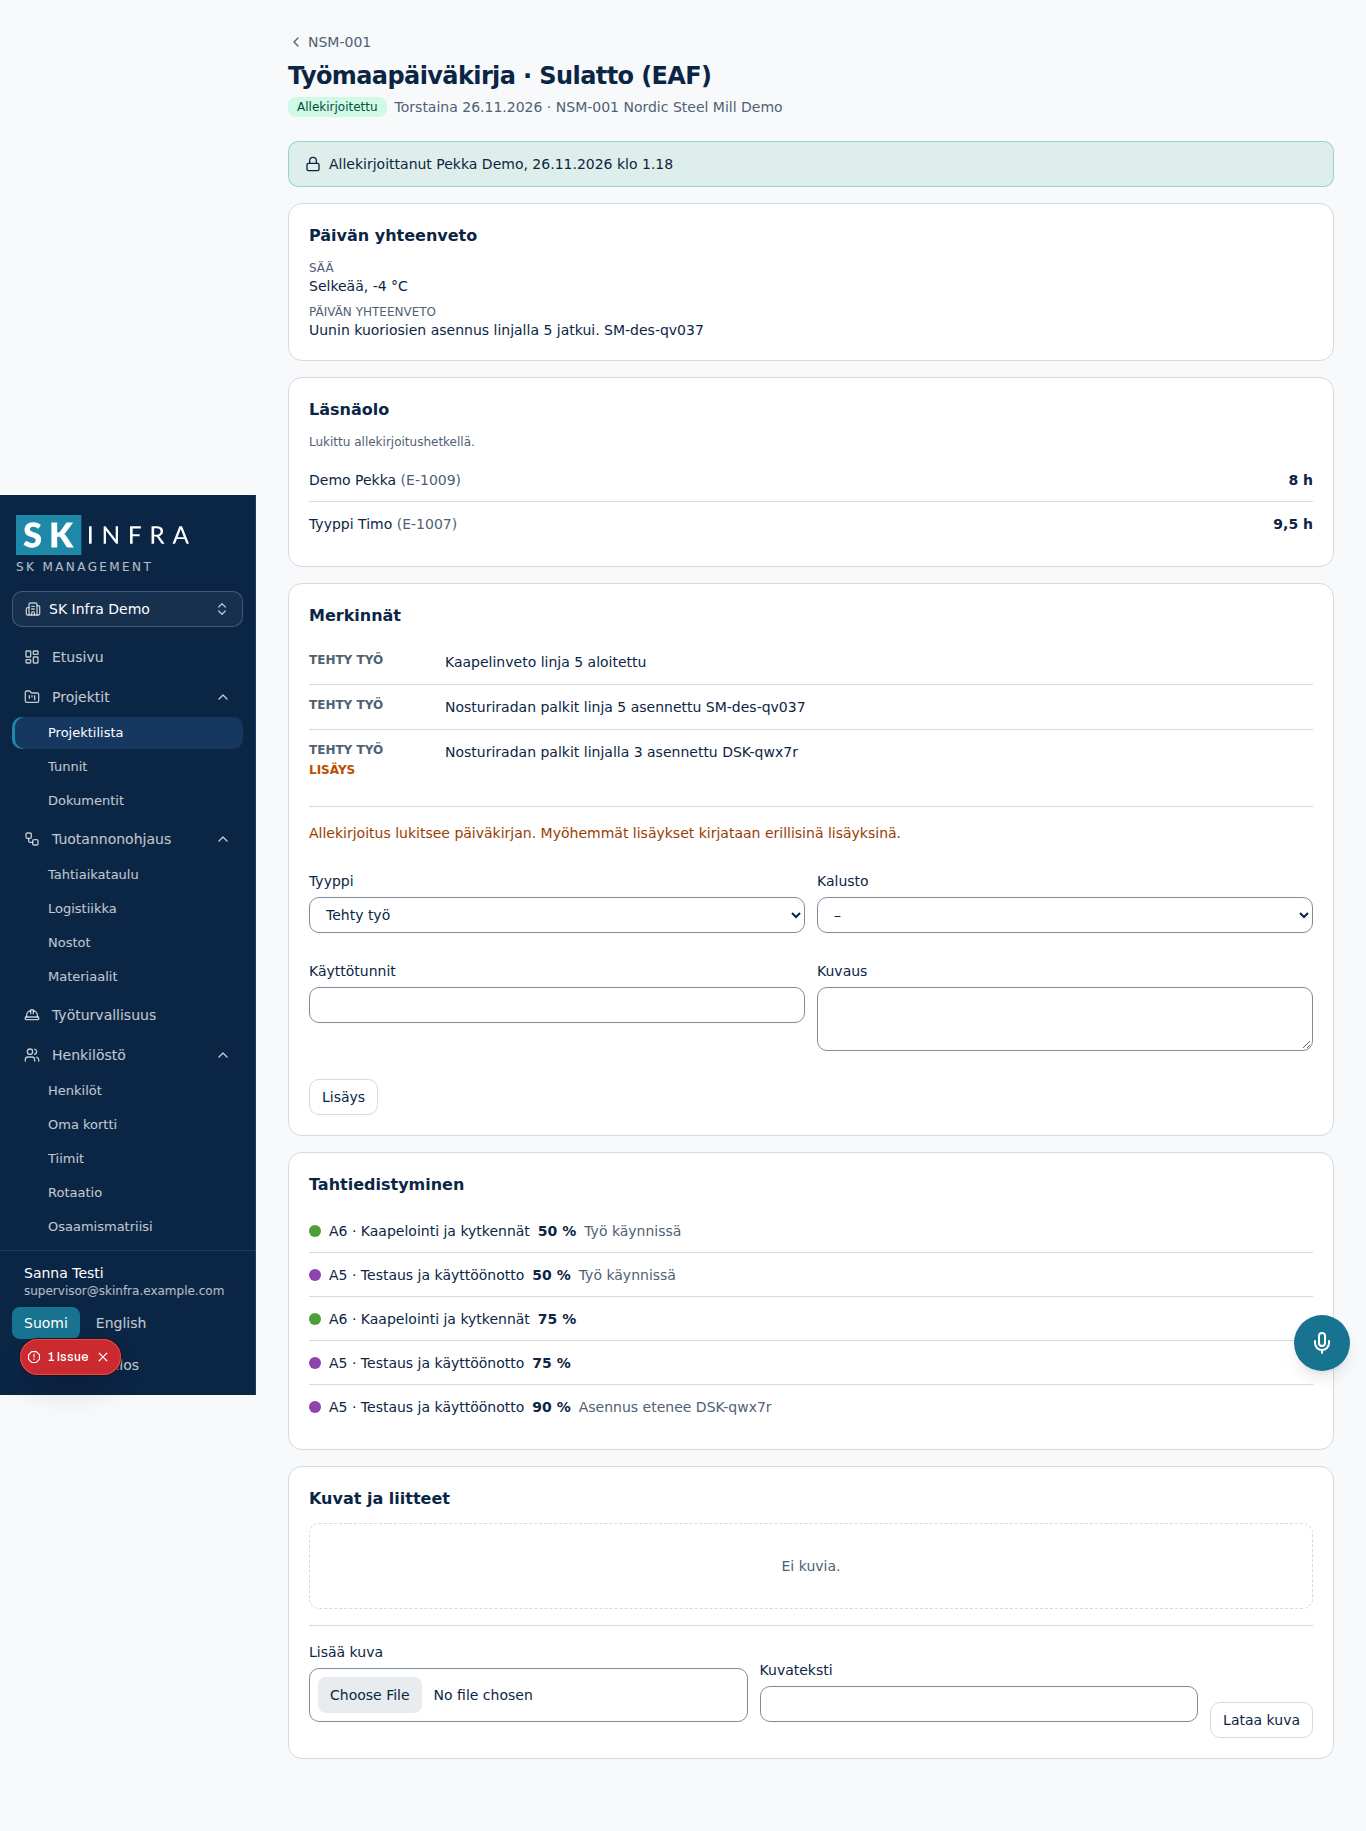 NSM-001
Työmaapäiväkirja · Sulatto (EAF)
Allekirjoitettu Torstaina 26.11.2026 · NSM-001 Nordic Steel Mill Demo
Allekirjoittanut Pekka Demo, 26.11.2026 klo 1.18
Päivän yhteenveto
SÄÄ
Selkeää, -4 °C
PÄIVÄN YHTEENVETO
Uunin kuoriosien asennus linjalla 5 jatkui. SM-des-qv037
Läsnäolo
Lukittu allekirjoitushetkellä.
Demo Pekka (E-1009) 8 h
Tyyppi Timo (E-1007) 9,5 h
Merkinnät
TEHTY TYÖ Kaapelinveto linja 5 aloitettu
TEHTY TYÖ Nosturiradan palkit linja 5 asennettu SM-des-qv037
TEHTY TYÖ Nosturiradan palkit linjalla 3 asennettu DSK-qwx7r
LISÄYS
Allekirjoitus lukitsee päiväkirjan. Myöhemmät lisäykset kirjataan erillisinä lisäyksinä.
Tyyppi Kalusto
Tehty työ –
Käyttötunnit Kuvaus
Lisäys
Tahtiedistyminen
A6 · Kaapelointi ja kytkennät 50 % Työ käynnissä
A5 · Testaus ja käyttöönotto 50 % Työ käynnissä
A6 · Kaapelointi ja kytkennät 75 %
A5 · Testaus ja käyttöönotto 75 %
A5 · Testaus ja käyttöönotto 90 % Asennus etenee DSK-qwx7r
Kuvat ja liitteet
Ei kuvia.
Lisää kuva
Kuvateksti
Choose File No file chosen
Lataa kuva
SK INFRA
SK MANAGEMENT
SK Infra Demo
Etusivu
Projektit
Projektilista
Tunnit
Dokumentit
Tuotannonohjaus
Tahtiaikataulu
Logistiikka
Nostot
Materiaalit
Työturvallisuus
Henkilöstö
Henkilöt
Oma kortti
Tiimit
Rotaatio
Osaamismatriisi
Sanna Testi
supervisor@skinfra.example.com
Suomi English
1 Issue